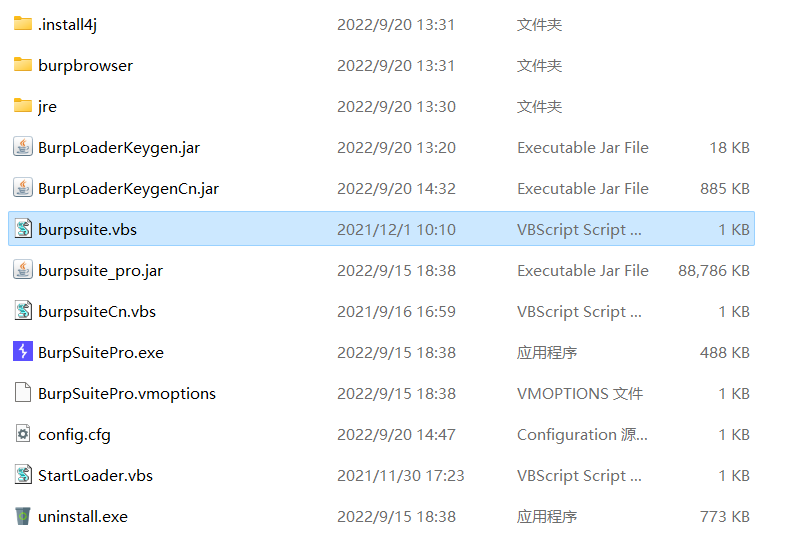 .install4j 2022/9/20 13:31 文件夹
burpbrowser 2022/9/20 13:31 文件夹
jre 2022/9/20 13:30 文件夹
BurpLoaderKeygen.jar 2022/9/20 13:20 Executable Jar File 18 KB
BurpLoaderKeygenCn.jar 2022/9/20 14:32 Executable Jar File 885 KB
burpsuite.vbs 2021/12/1 10:10 VBScript Script ... 1 KB
burpsuite_pro.jar 2022/9/15 18:38 Executable Jar File 88,786 KB
burpsuiteCn.vbs 2021/9/16 16:59 VBScript Script ... 1 KB
BurpSuitePro.exe 2022/9/15 18:38 应用程序 488 KB
BurpSuitePro.vmoptions 2022/9/15 18:38 VMOPTIONS 文件 1 KB
config.cfg 2022/9/20 14:47 Configuration 源... 1 KB
StartLoader.vbs 2021/11/30 17:23 VBScript Script ... 1 KB
uninstall.exe 2022/9/15 18:38 应用程序 773 KB